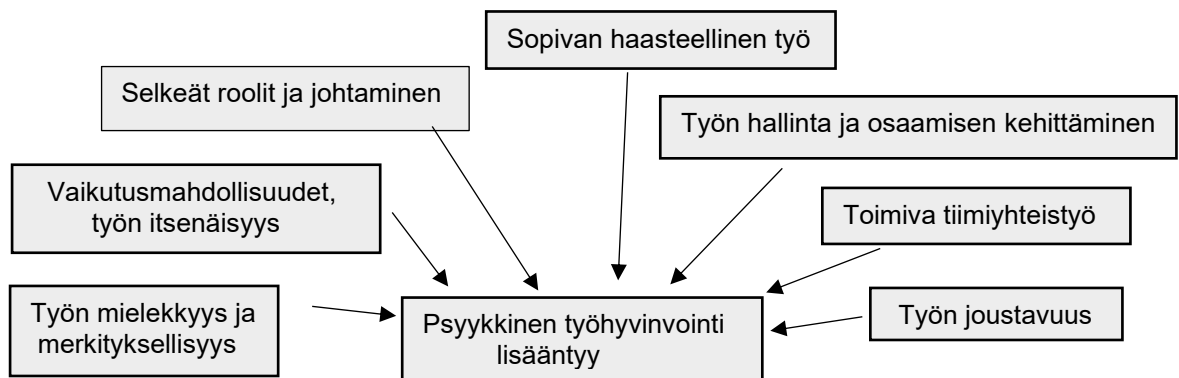 Sopivan haasteellinen työ
Selkeät roolit ja johtaminen
Työn hallinta ja osaamisen kehittäminen
Vaikutusmahdollisuudet,
työn itsenäisyys
Toimiva tiimiyhteistyö
Työn mielekkyys ja
merkityksellisyys
Psyykkinen työhyvinvointi
lisääntyy
Työn joustavuus